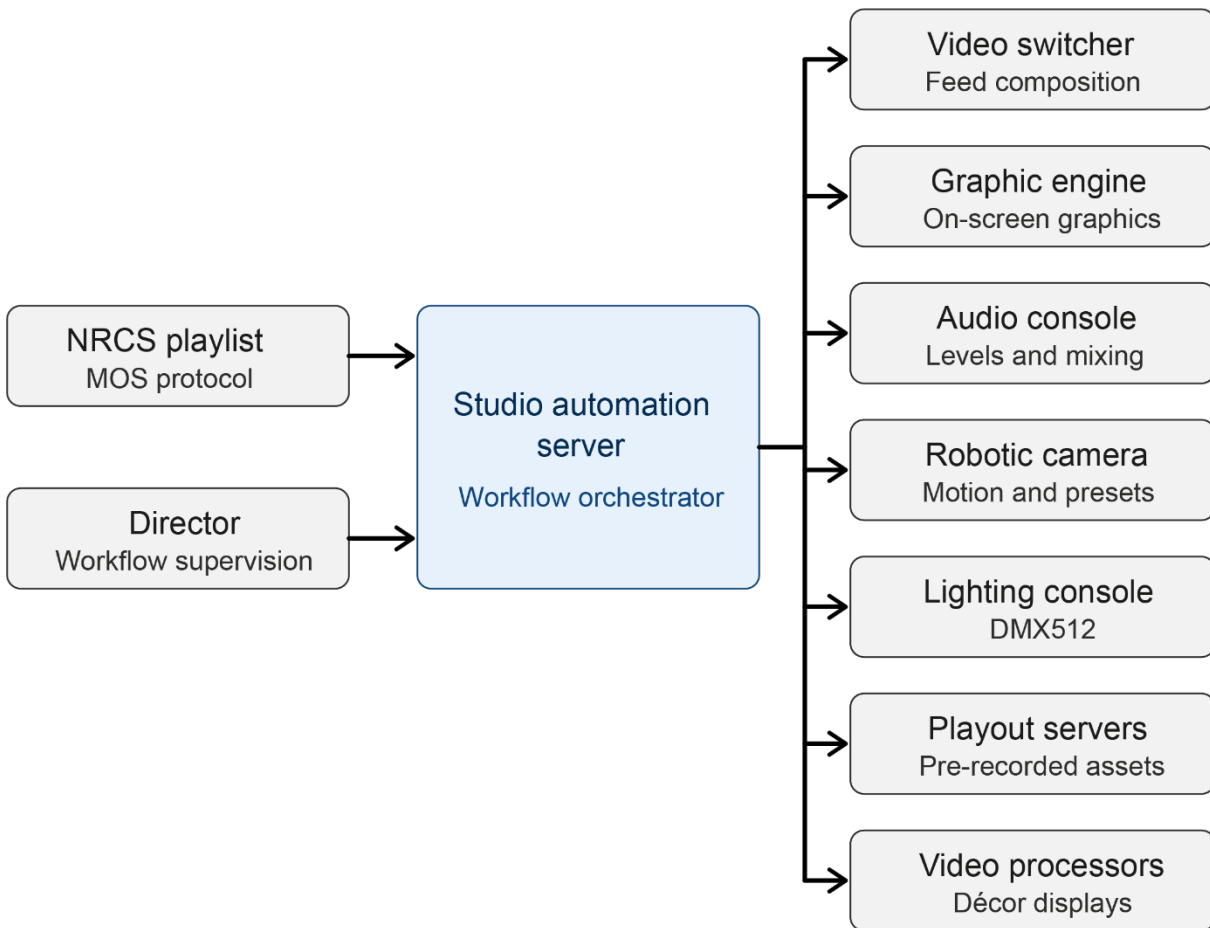 NRCS playlist
MOS protocol
Director
Workflow supervision
Studio automation
server
Workflow orchestrator
Video switcher
Feed composition
Graphic engine
On-screen graphics
Audio console
Levels and mixing
Robotic camera
Motion and presets
Lighting console
DMX512
Playout servers
Pre-recorded assets
Video processors
Décor displays